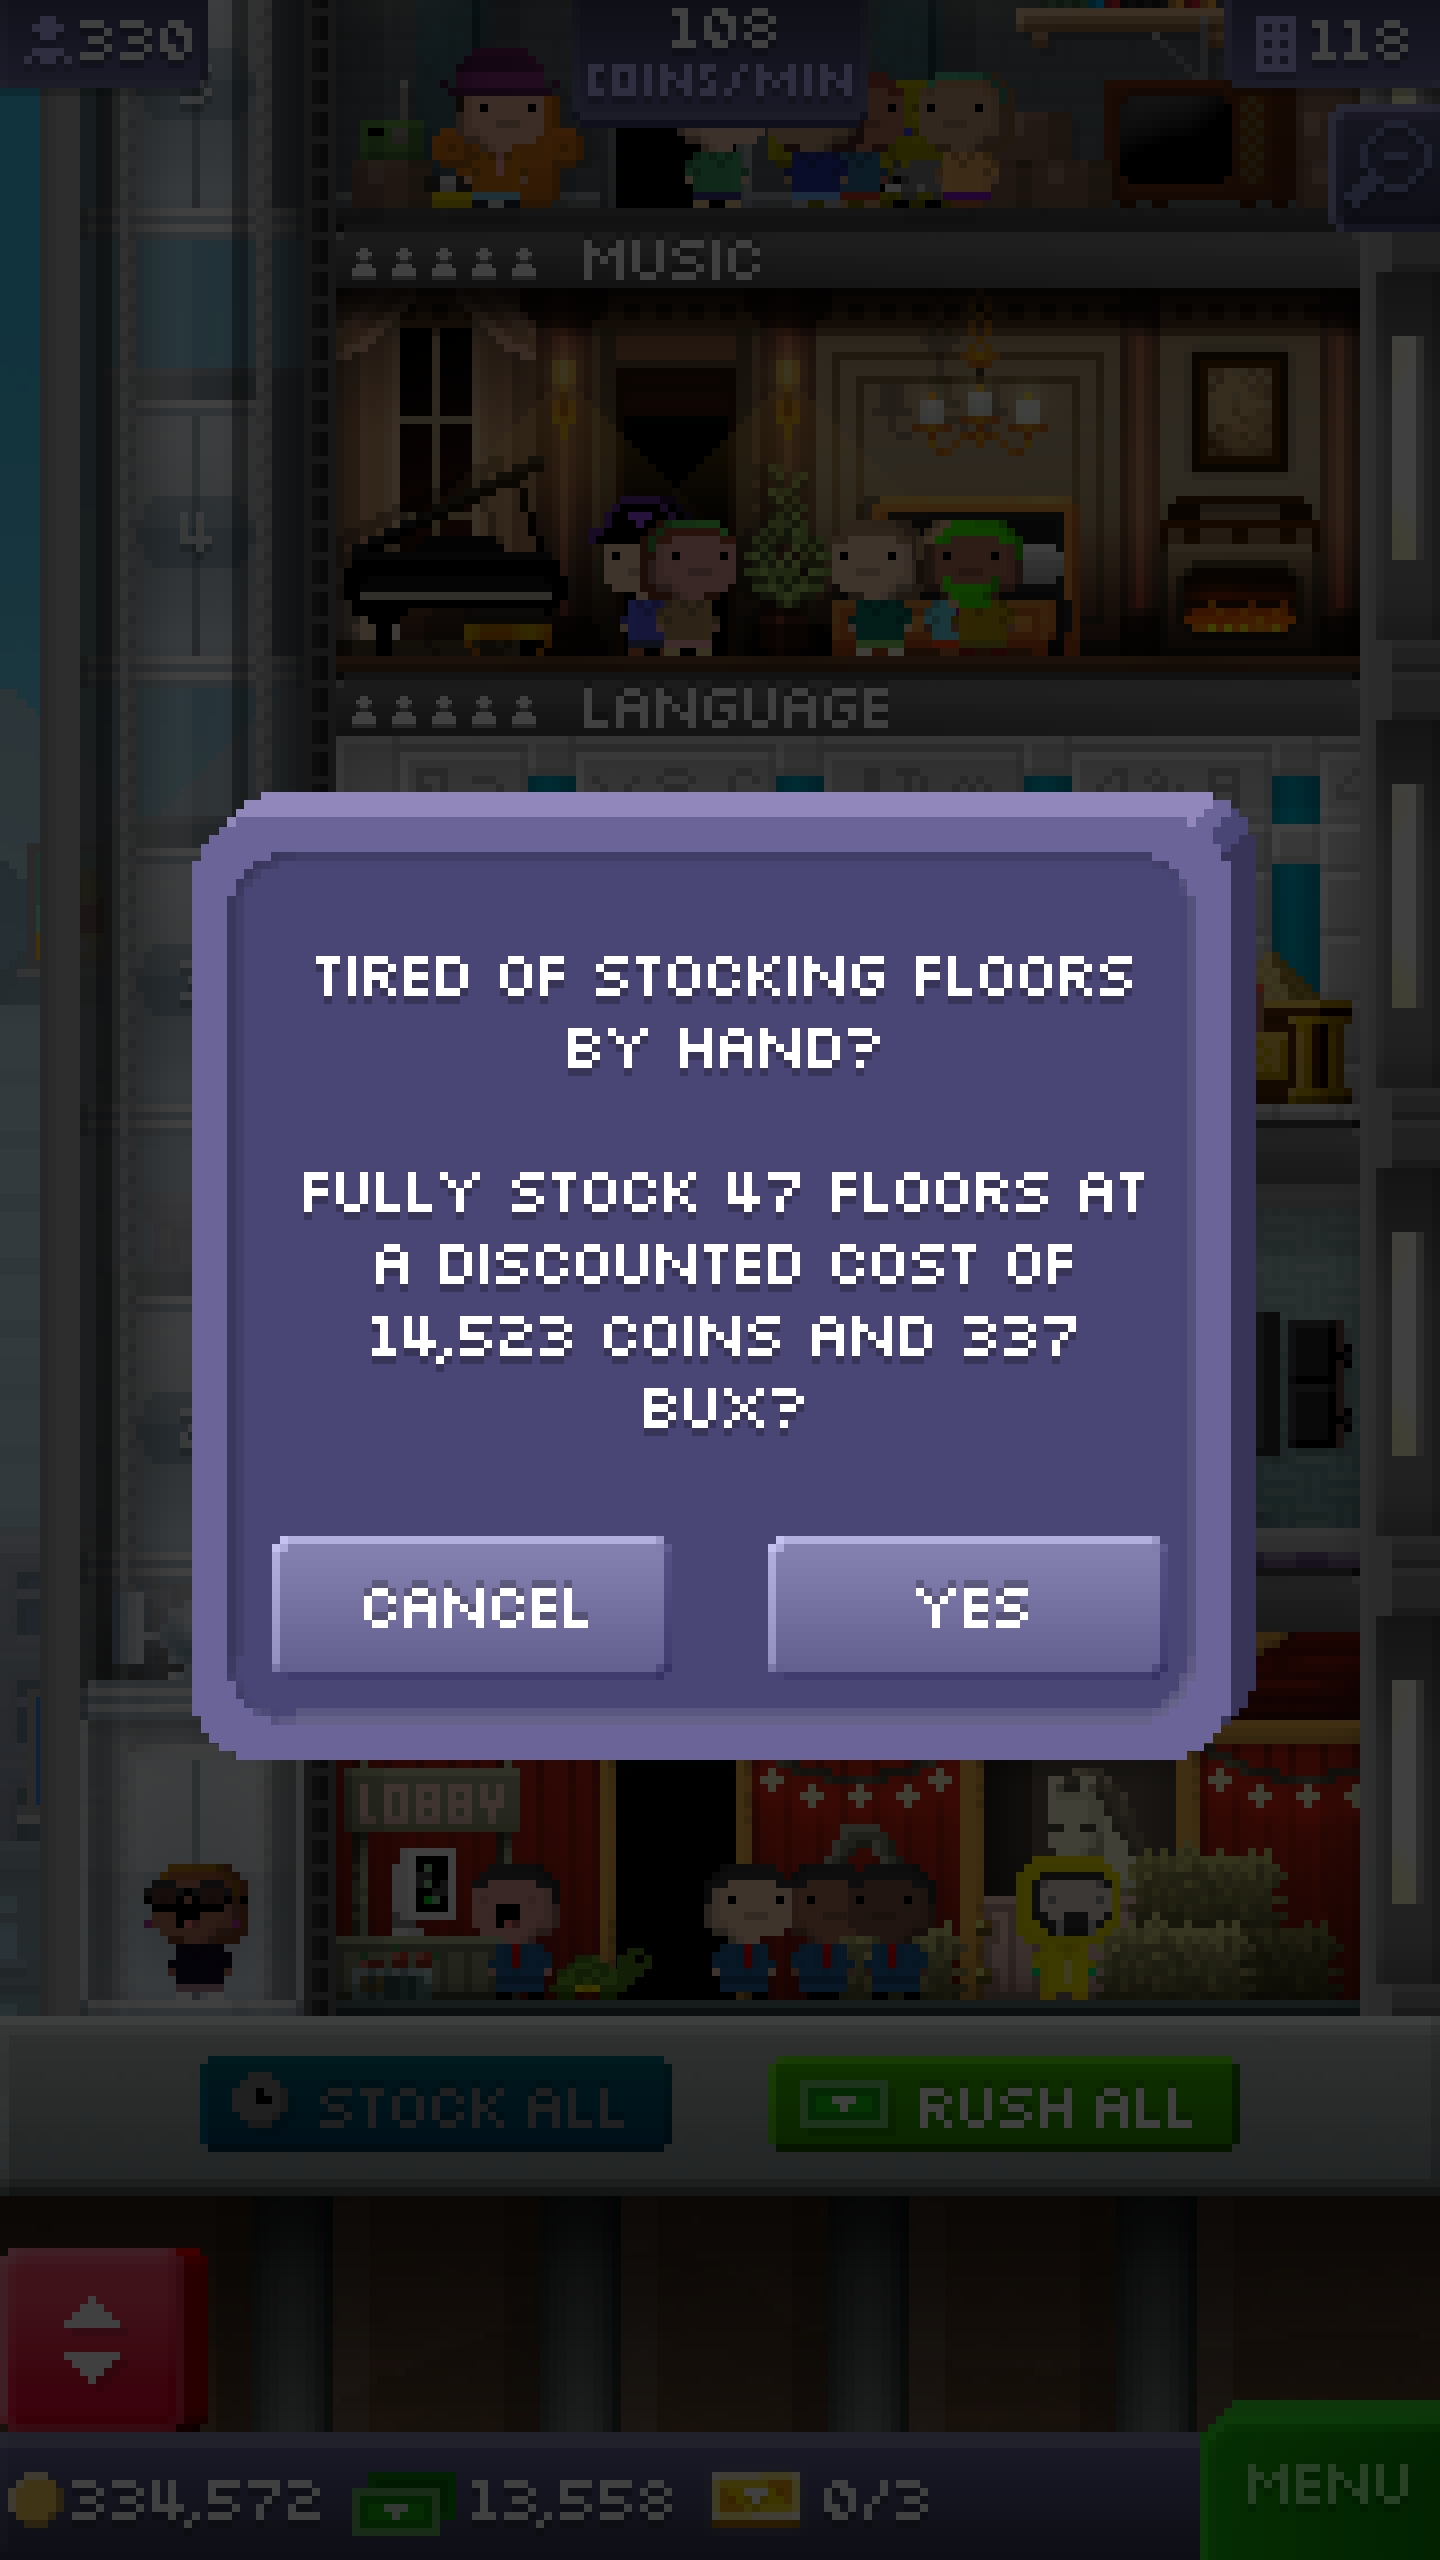 330
108
COINS/MIN
118
MUSIC
4
LANGUAGE
TIRED OF STOCKING FLOORS
BY HAND?
FULLY STOCK 47 FLOORS AT
A DISCOUNTED COST OF
14,523 COINS AND 337
BUX?
CANCEL
YES
LOBBY
STOCK ALL
RUSH ALL
334,572
13,558
0/3
MENU